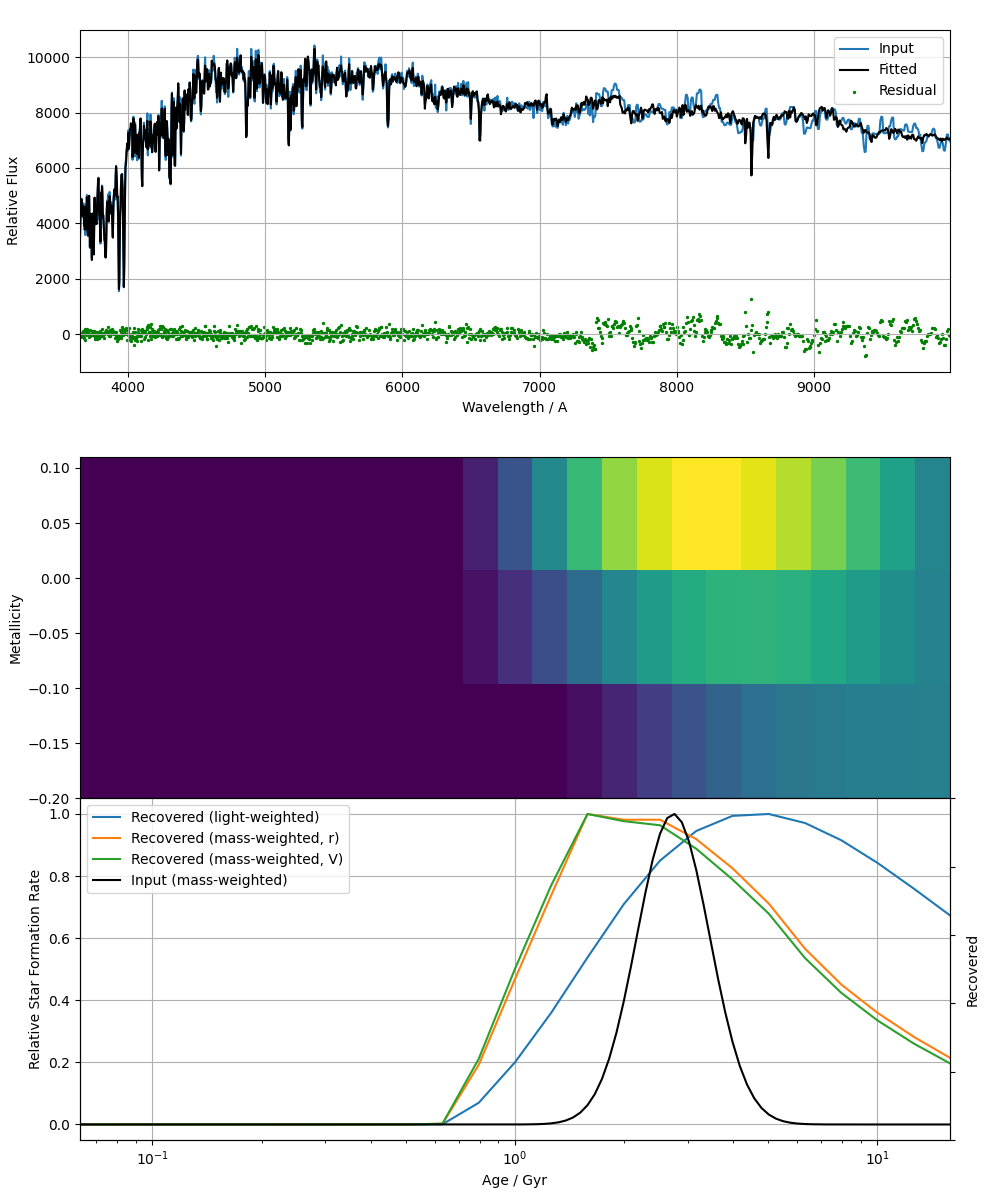 10000
8000
6000
4000
2000
0
Relative Flux
Input
Fitted
Residual
4000 5000 6000 7000 8000 9000
Wavelength / A
0.10
0.05
0.00
−0.05
−0.10
−0.15
−0.20
Metallicity
1.0
0.8
0.6
0.4
0.2
0.0
Relative Star Formation Rate
Recovered (light-weighted)
Recovered (mass-weighted, r)
Recovered (mass-weighted, V)
Input (mass-weighted)
Recovered
10⁻¹ 10⁰ 10¹
Age / Gyr